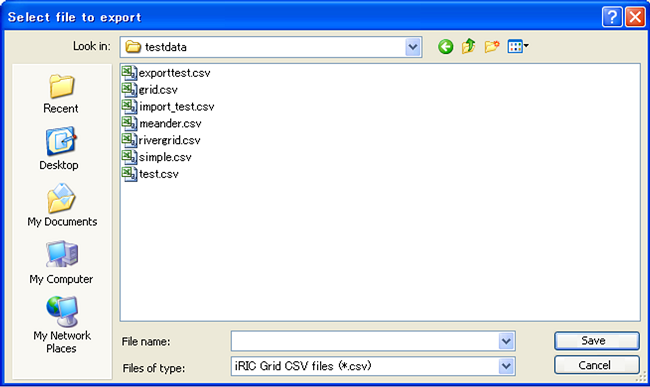 Select file to export
Look in:
testdata
Recent
Desktop
My Documents
My Computer
My Network
Places
exporttest.csv
grid.csv
import_test.csv
meander.csv
rivergrid.csv
simple.csv
test.csv
File name:
Save
Files of type:
iRIC Grid CSV files (*.csv)
Cancel